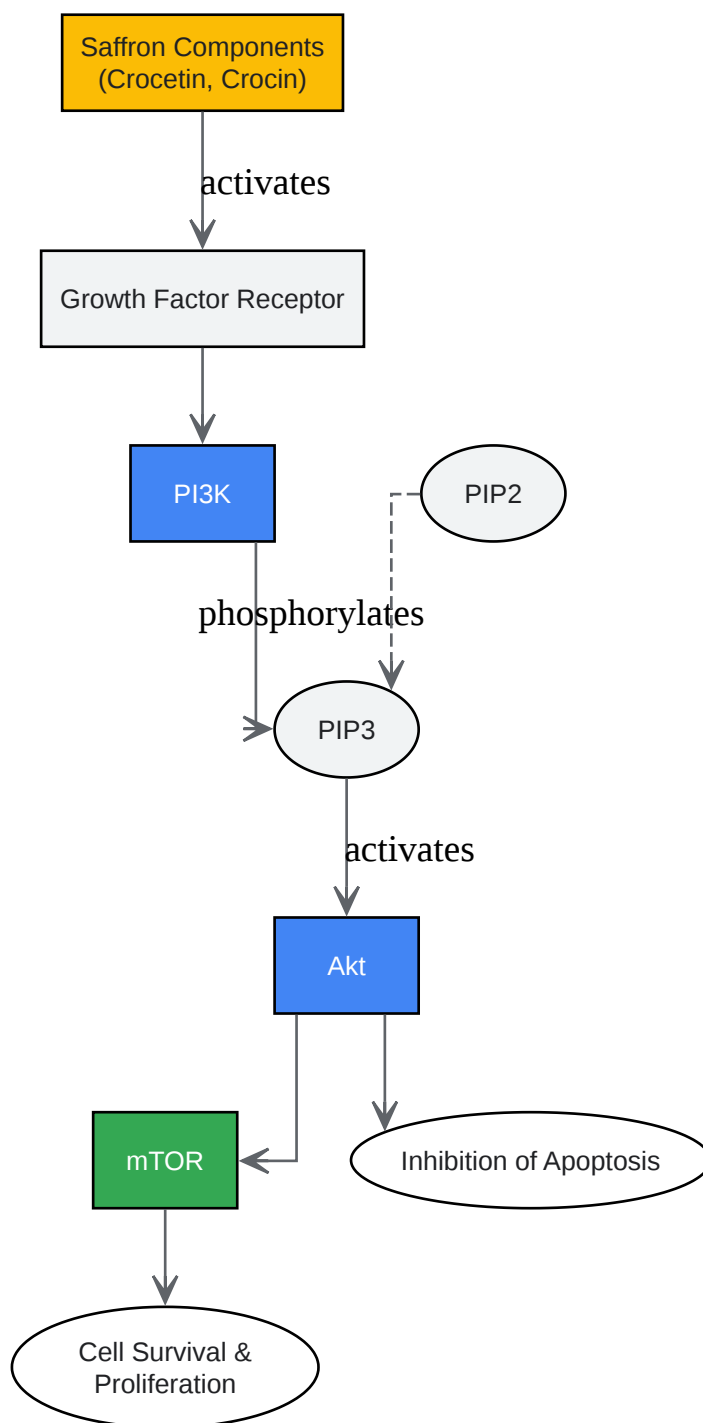 Saffron Components
(Crocetin, Crocin)
activates
Growth Factor Receptor
PI3K
PIP2
phosphorylates
PIP3
activates
Akt
mTOR
Inhibition of Apoptosis
Cell Survival &
Proliferation